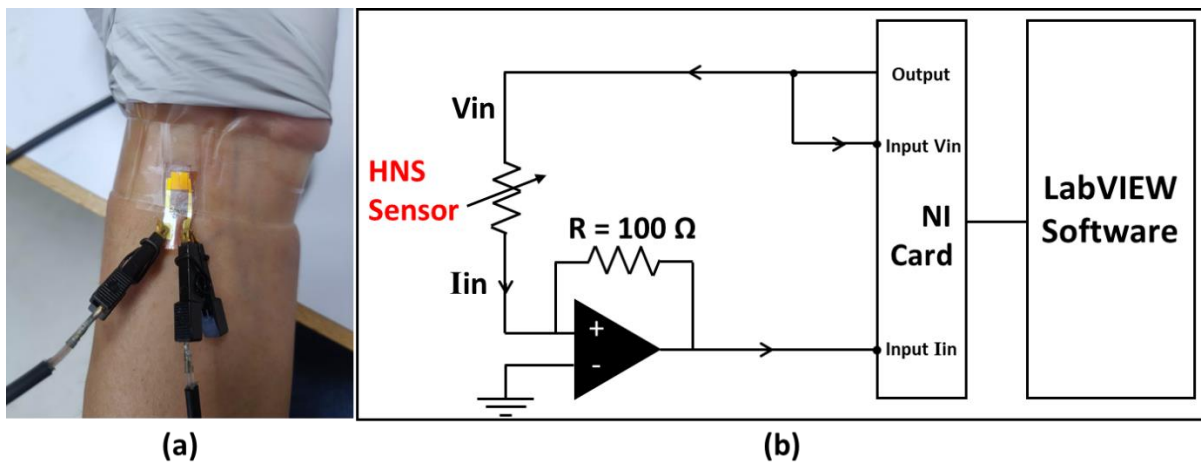 Output
Vin
Input Vin
HNS
Sensor
R = 100 Ω
NI
Card
LabVIEW
Software
Iin
+
-
Input Iin
(a)
(b)